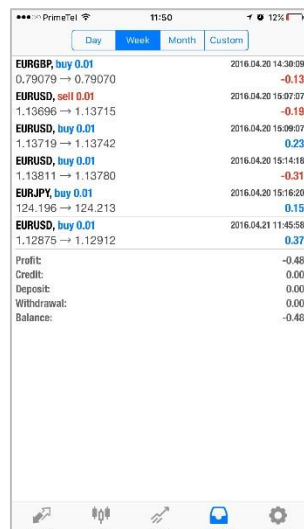 PrimeTel 11:50 12%
Day Week Month Custom
EURGBP, buy 0.01 2016.04.20 14:30:09
0.79079 → 0.79070 -0.13
EURUSD, sell 0.01 2016.04.20 15:07:07
1.13696 → 1.13715 -0.19
EURUSD, buy 0.01 2016.04.20 15:09:07
1.13719 → 1.13742 0.23
EURUSD, buy 0.01 2016.04.20 15:14:18
1.13811 → 1.13780 -0.31
EURJPY, buy 0.01 2016.04.20 15:16:20
124.196 → 124.213 0.15
EURUSD, buy 0.01 2016.04.21 11:45:58
1.12875 → 1.12912 0.37
Profit: -0.48
Credit: 0.00
Deposit: 0.00
Withdrawal: 0.00
Balance: -0.48